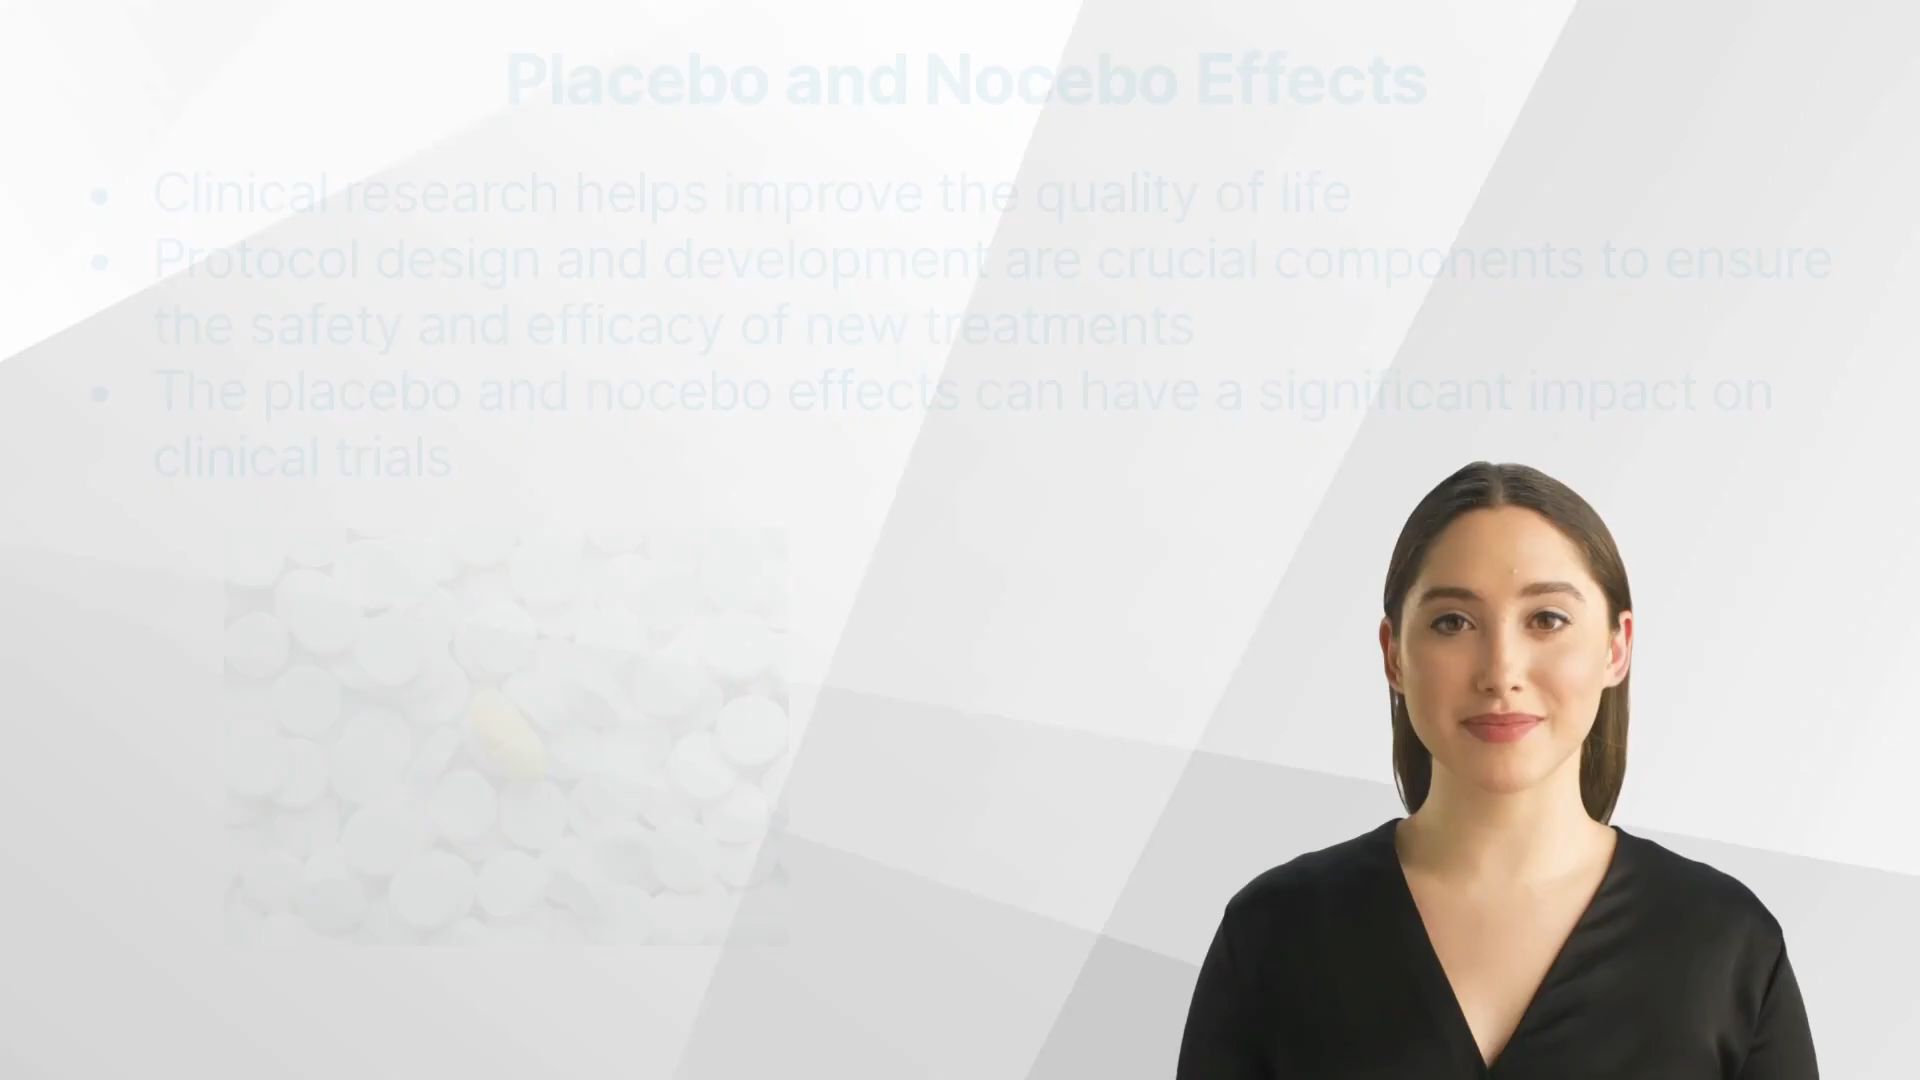 Placebo and Nocebo Effects
• Clinical research helps improve the quality of life
• Protocol design and development are crucial components to ensure
the safety and efficacy of new treatments
• The placebo and nocebo effects can have a significant impact on
clinical trials